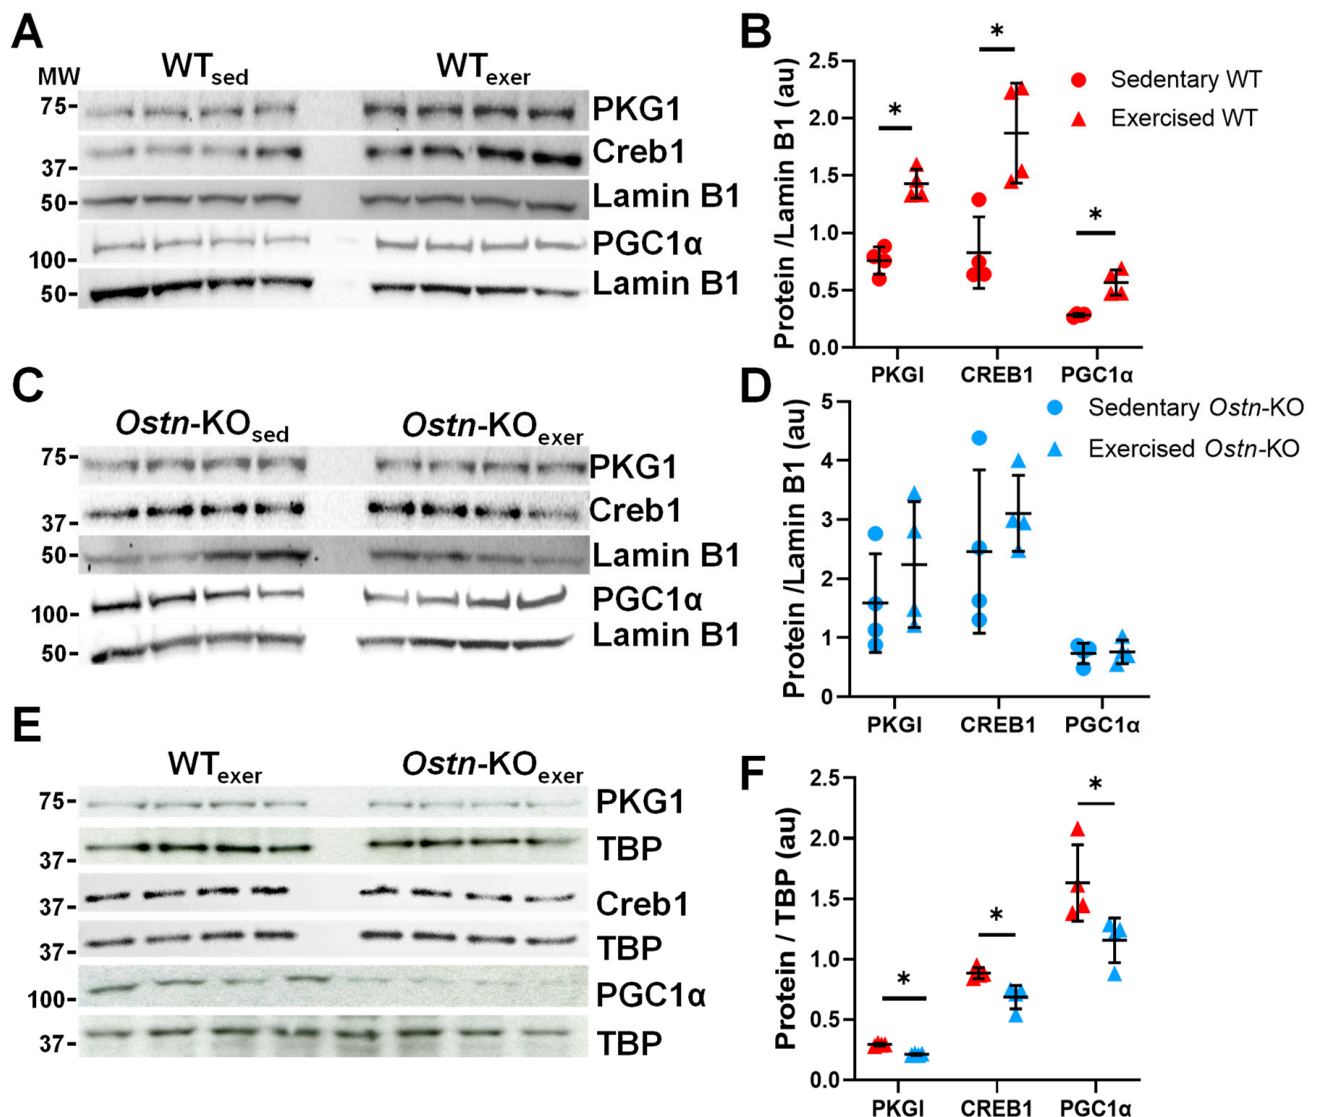 A
WTsed
WTexer
MW
75-
PKG1
Creb1
37-
50-
Lamin B1
PGC1α
100-
50-
Lamin B1
B
Protein /Lamin B1 (au)
2.5
2.0
1.5
1.0
0.5
0.0
*
*
*
PKGI
CREB1
PGC1α
Sedentary WT
Exercised WT
C
Ostn-KOsed
Ostn-KOexer
75-
PKG1
Creb1
37-
50-
Lamin B1
PGC1α
100-
Lamin B1
50-
D
Protein /Lamin B1 (au)
5
4
3
2
1
0
PKGI
CREB1
PGC1α
Sedentary Ostn-KO
Exercised Ostn-KO
E
WTexer
Ostn-KOexer
75-
PKG1
TBP
37-
Creb1
37-
TBP
37-
PGC1α
100-
TBP
37-
F
Protein / TBP (au)
2.5
2.0
1.5
1.0
0.5
0.0
*
*
*
PKGI
CREB1
PGC1α